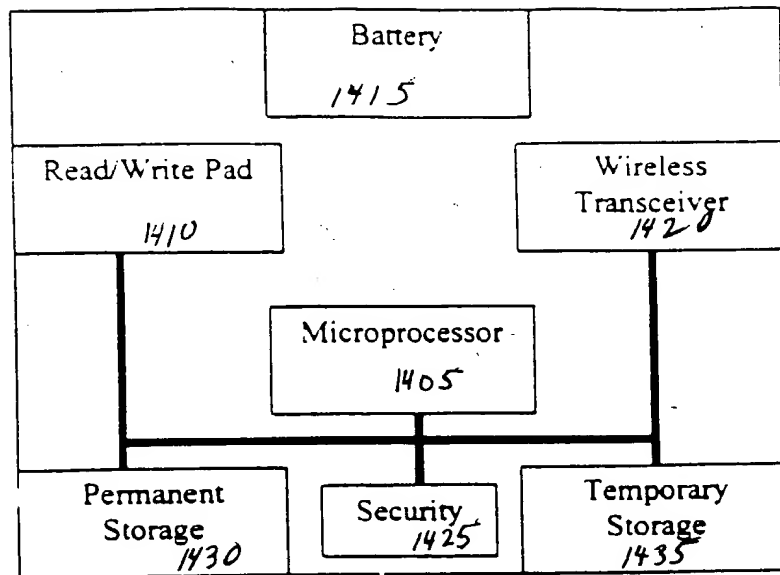 Battery
1415
Read/Write Pad
1410
Wireless
Transceiver
1420
Microprocessor
1405
Permanent
Storage
1430
Security
1425
Temporary
Storage
1435